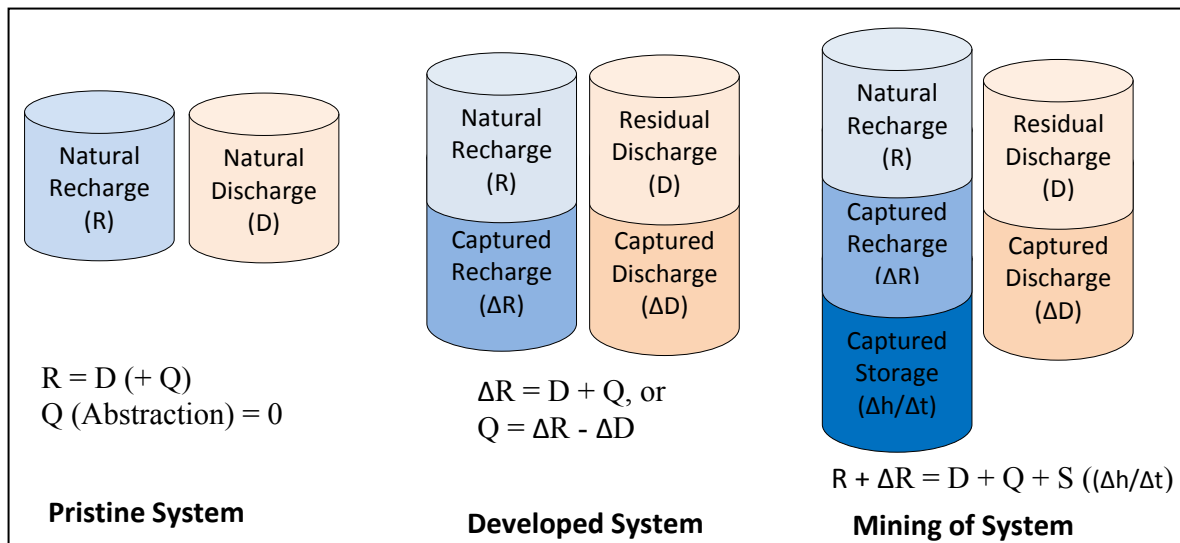 Natural
Recharge
(R)
Natural
Discharge
(D)
R = D (+ Q)
Q (Abstraction) = 0
Pristine System
Natural
Recharge
(R)
Captured
Recharge
(ΔR)
Residual
Discharge
(D)
Captured
Discharge
(ΔD)
ΔR = D + Q, or
Q = ΔR - ΔD
Developed System
Natural
Recharge
(R)
Captured
Recharge
(ΔR)
Captured
Storage
(Δh/Δt)
Residual
Discharge
(D)
Captured
Discharge
(ΔD)
R + ΔR = D + Q + S ((Δh/Δt)
Mining of System